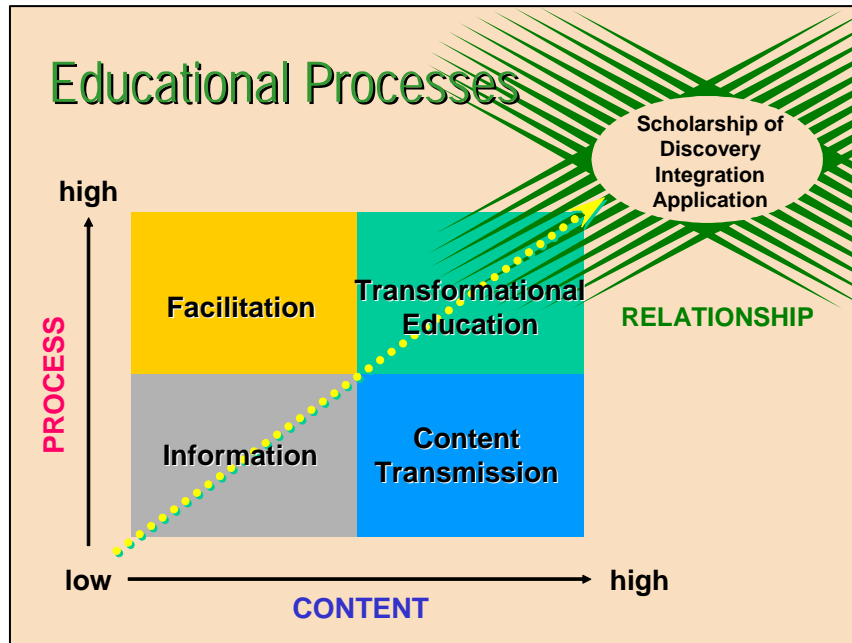 Educational Processes
Scholarship of
Discovery
Integration
Application
high
Facilitation
Transformational
Education
RELATIONSHIP
PROCESS
Information
Content
Transmission
low
high
CONTENT